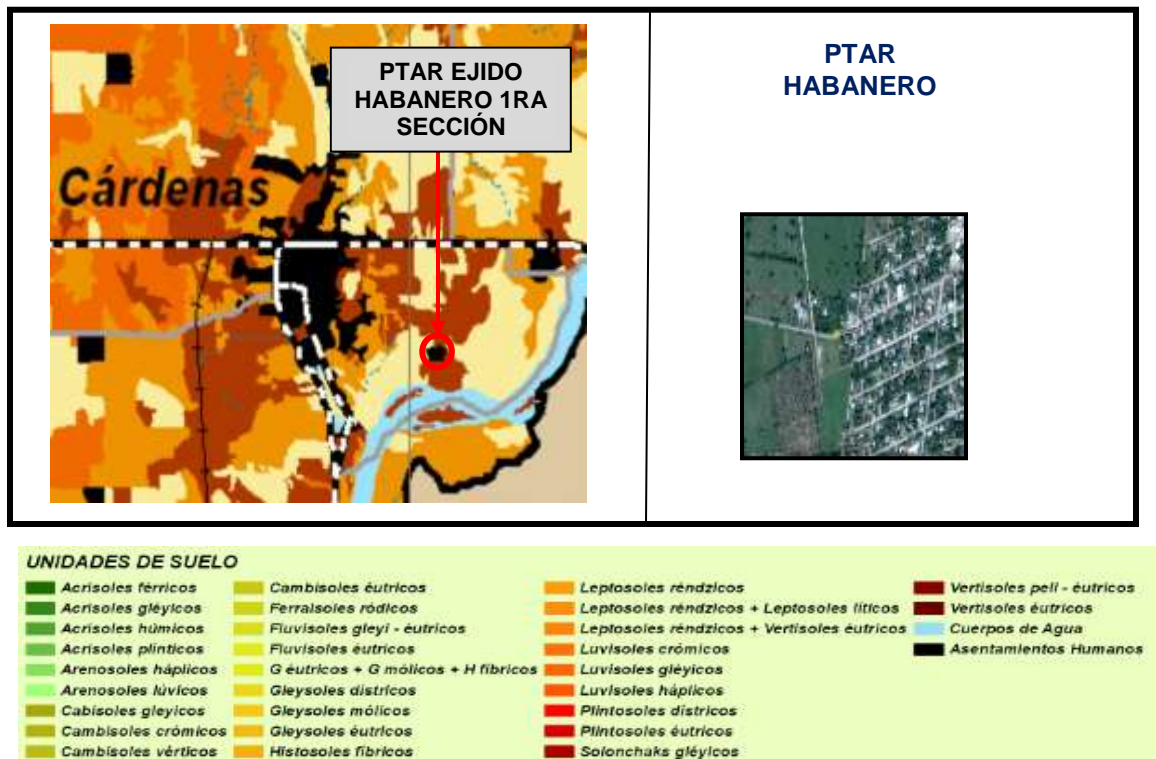 PTAR EJIDO
HABANERO 1RA
SECCIÓN
Cárdenas
PTAR
HABANERO
UNIDADES DE SUELO
Acrisoles férricos
Acrisoles gléyicos
Acrisoles húmicos
Acrisoles plínticos
Arenosoles háplicos
Arenosoles lúvicos
Cabisoles gleyicos
Cambisoles crómicos
Cambisoles vérticos
Cambisoles éutricos
Ferralsoles ródicos
Fluvisoles gleyi - éutricos
Fluvisoles éutricos
G éutricos + G mólicos + H fíbricos
Gleysoles dístricos
Gleysoles mólicos
Gleysoles éutricos
Histosoles fíbricos
Leptosoles réndzicos
Leptosoles réndzicos + Leptosoles líticos
Leptosoles réndzicos + Vertisoles éutricos
Luvisoles crómicos
Luvisoles gléyicos
Luvisoles háplicos
Plintosoles dístricos
Plintosoles éutricos
Solonchaks gléyicos
Vertisoles peli - éutricos
Vertisoles éutricos
Cuerpos de Agua
Asentamientos Humanos